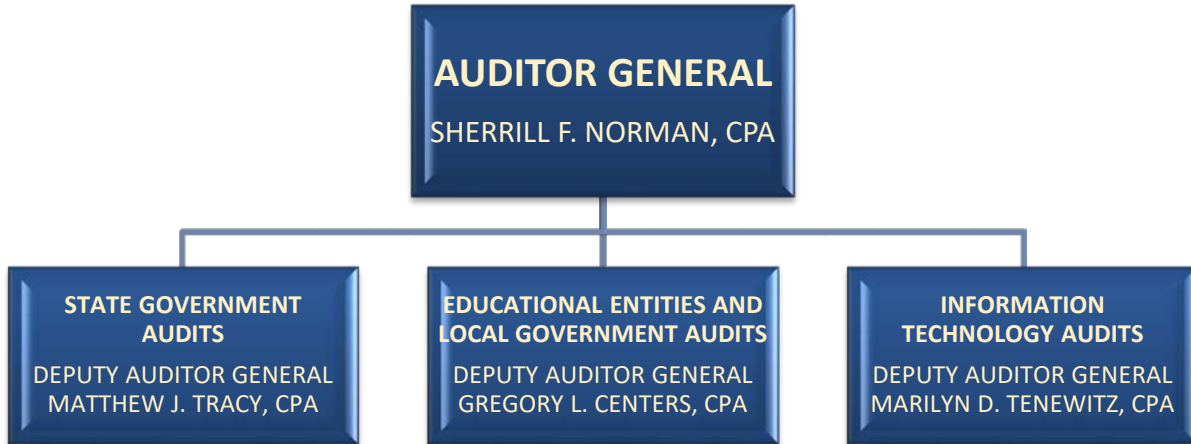 AUDITOR GENERAL
SHERRILL F. NORMAN, CPA
STATE GOVERNMENT
AUDITS
DEPUTY AUDITOR GENERAL
MATTHEW J. TRACY, CPA
EDUCATIONAL ENTITIES AND
LOCAL GOVERNMENT AUDITS
DEPUTY AUDITOR GENERAL
GREGORY L. CENTERS, CPA
INFORMATION
TECHNOLOGY AUDITS
DEPUTY AUDITOR GENERAL
MARILYN D. TENEWITZ, CPA